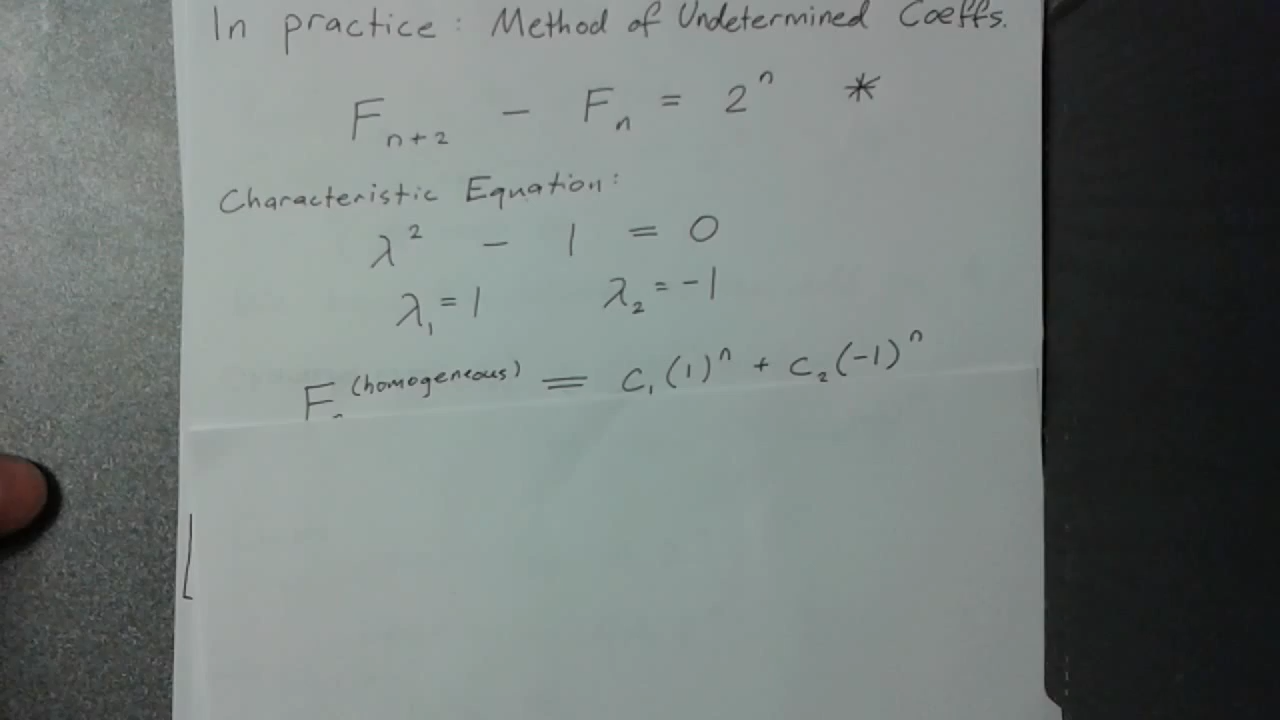 In practice: Method of Undetermined Coeffs.
F_{n+2} - F_n = 2^n *
Characteristic Equation:
λ^2 - 1 = 0
λ_1 = 1 λ_2 = -1
F_n^{(homogeneous)} = c_1(1)^n + c_2(-1)^n